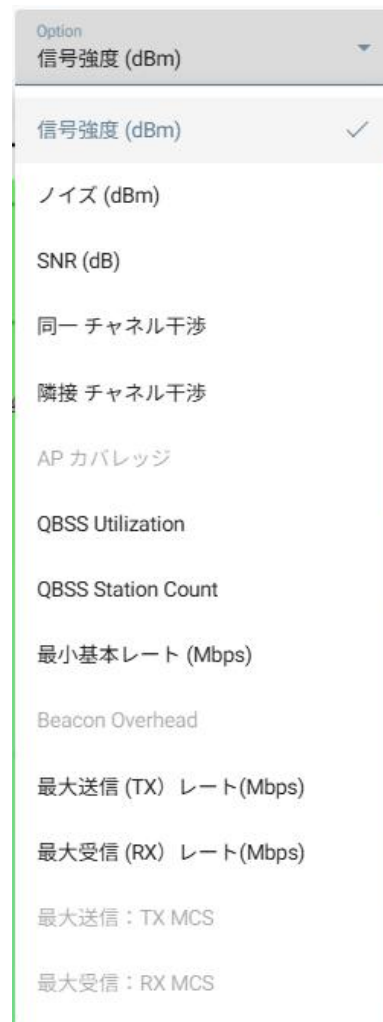 Option
信号強度 (dBm)
信号強度 (dBm)
ノイズ (dBm)
SNR (dB)
同一 チャネル干渉
隣接 チャネル干渉
AP カバレッジ
QBSS Utilization
QBSS Station Count
最小基本レート (Mbps)
Beacon Overhead
最大送信 (TX）レート(Mbps)
最大受信 (RX）レート(Mbps)
最大送信：TX MCS
最大受信：RX MCS